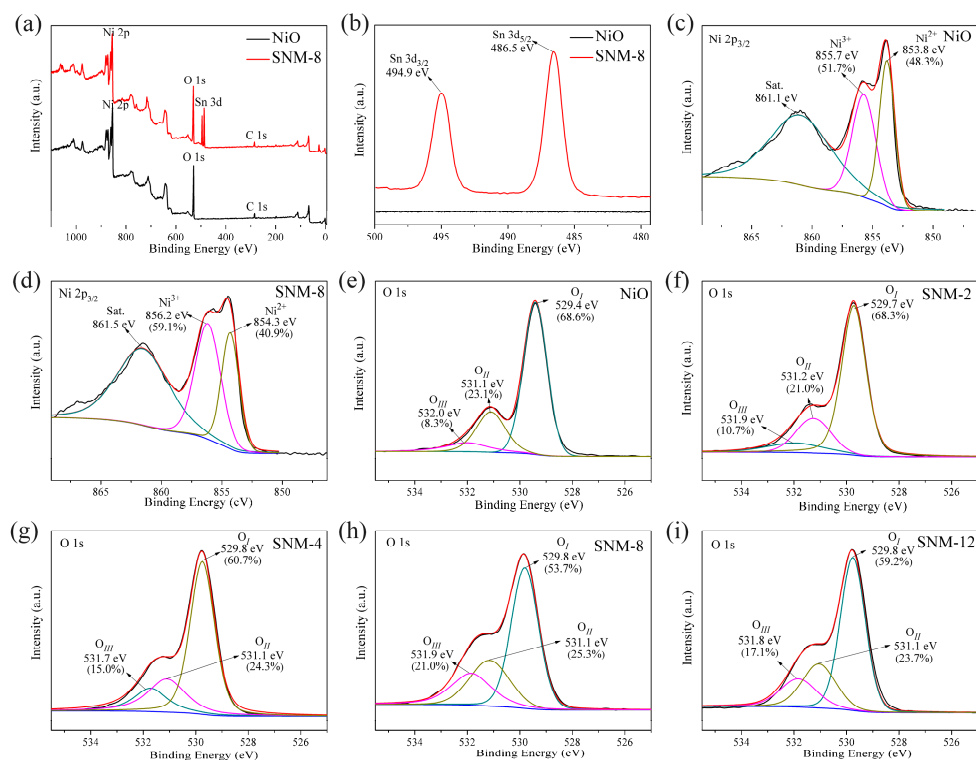 (a)
Ni 2p
NiO
SNM-8
O 1s
Sn 3d
Ni 2p
C 1s
O 1s
C 1s
Intensity (a.u.)
1000 800 600 400 200 0
Binding Energy (eV)
(b)
Sn 3d5/2
486.5 eV
NiO
SNM-8
Sn 3d3/2
494.9 eV
Intensity (a.u.)
500 495 490 485 480
Binding Energy (eV)
(c)
Ni 2p3/2
Ni3+
855.7 eV
(51.7%)
Ni2+
853.8 eV
(48.3%)
NiO
Sat.
861.1 eV
Intensity (a.u.)
865 860 855 850
Binding Energy (eV)
(d)
Ni 2p3/2
Sat.
861.5 eV
Ni3+
856.2 eV
(59.1%)
Ni2+
854.3 eV
(40.9%)
SNM-8
Intensity (a.u.)
865 860 855 850
Binding Energy (eV)
(e)
O 1s
OI
529.4 eV
(68.6%)
NiO
OII
531.1 eV
(23.1%)
OIII
532.0 eV
(8.3%)
Intensity (a.u.)
534 532 530 528 526
Binding Energy (eV)
(f)
O 1s
OI
529.7 eV
(68.3%)
SNM-2
OII
531.2 eV
(21.0%)
OIII
531.9 eV
(10.7%)
Intensity (a.u.)
534 532 530 528 526
Binding Energy (eV)
(g)
O 1s
OI
529.8 eV
(60.7%)
SNM-4
OIII
531.7 eV
(15.0%)
OII
531.1 eV
(24.3%)
Intensity (a.u.)
534 532 530 528 526
Binding Energy (eV)
(h)
O 1s
OI
529.8 eV
(53.7%)
SNM-8
OIII
531.9 eV
(21.0%)
OII
531.1 eV
(25.3%)
Intensity (a.u.)
534 532 530 528 526
Binding Energy (eV)
(i)
O 1s
OI
529.8 eV
(59.2%)
SNM-12
OIII
531.8 eV
(17.1%)
OII
531.1 eV
(23.7%)
Intensity (a.u.)
534 532 530 528 526
Binding Energy (eV)